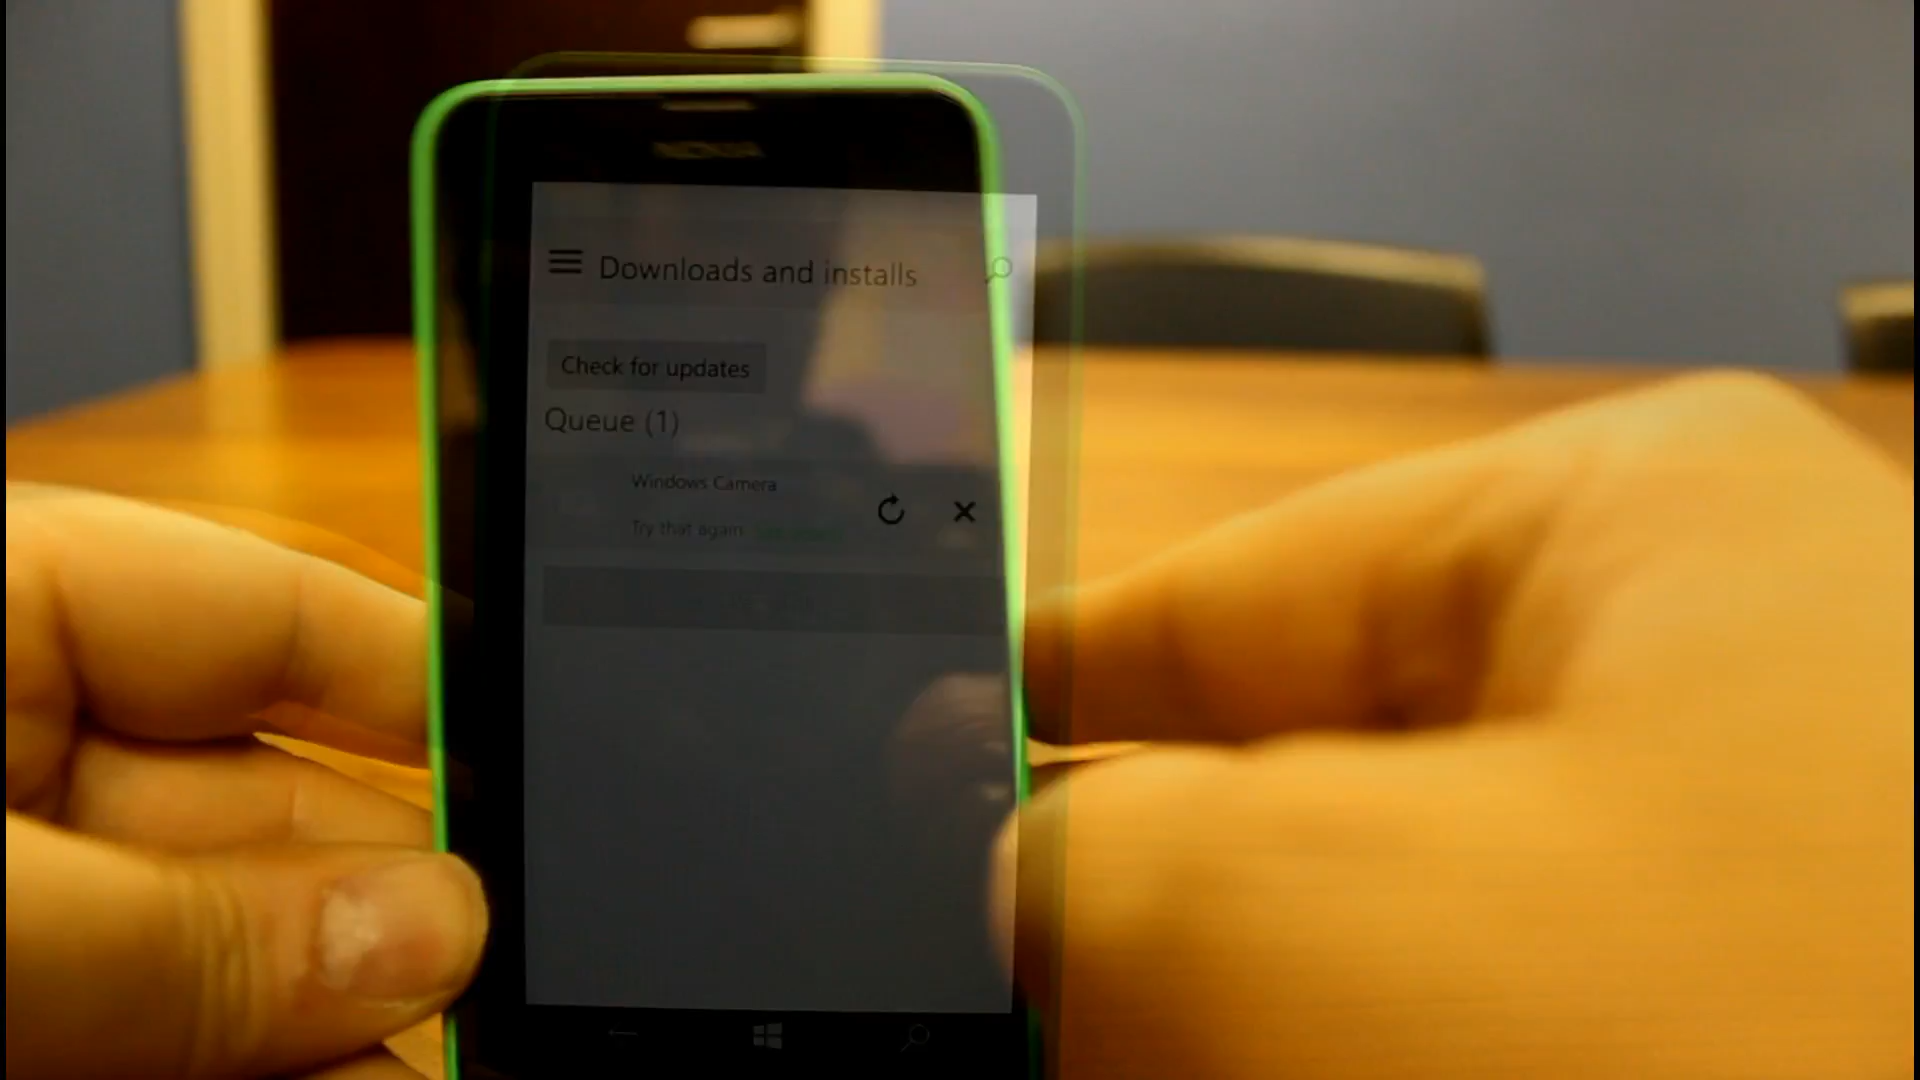 NOKIA
Downloads and installs
Check for updates
Queue (1)
Windows Camera
Try that again